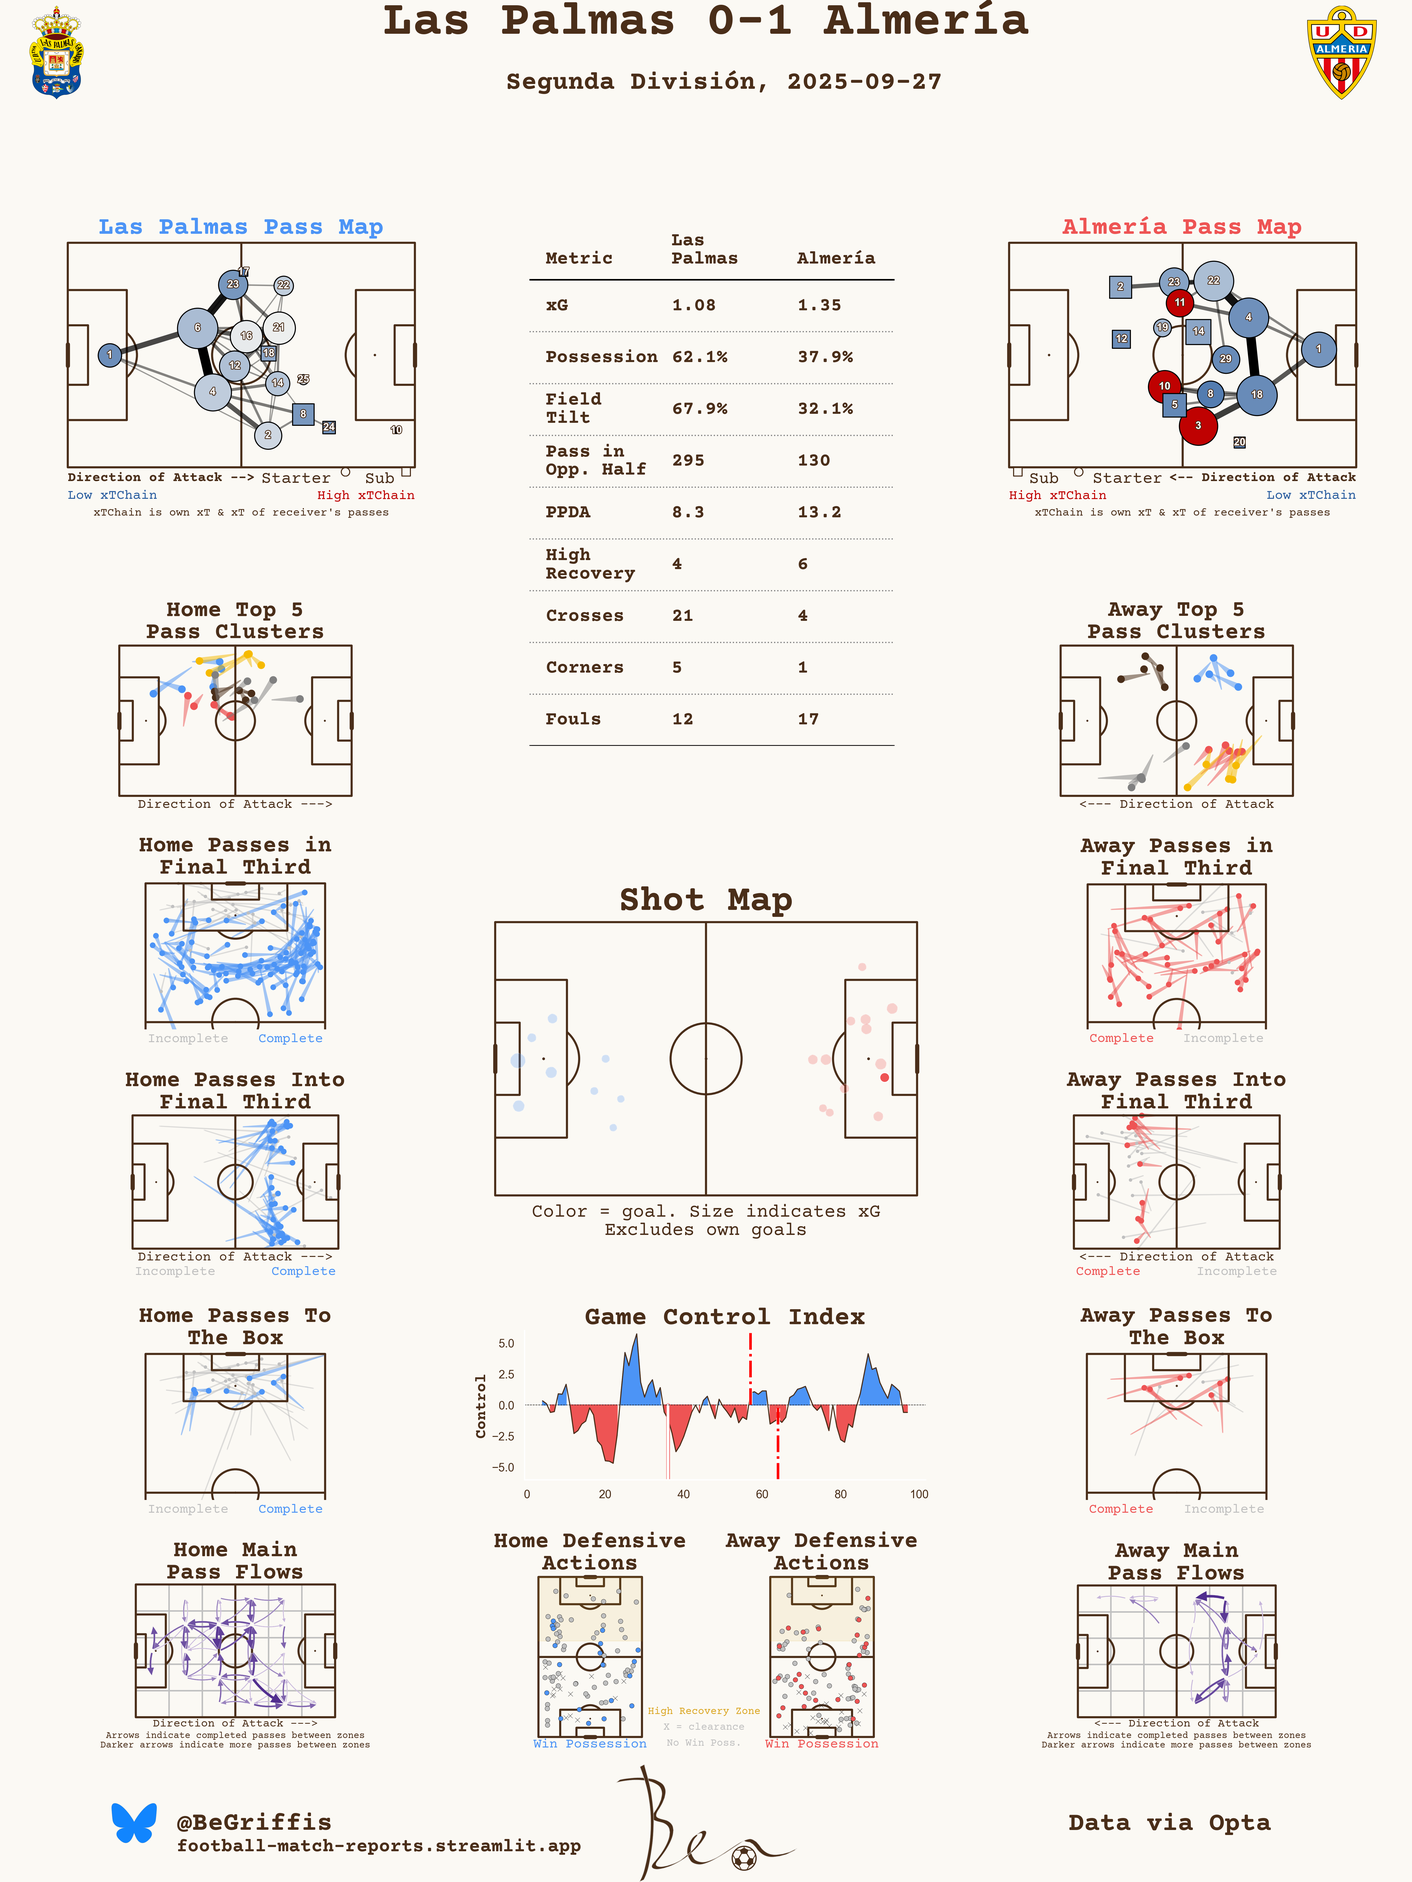 Las Palmas 0-1 Almería
Segunda División, 2025-09-27
U D
ALMERIA
Las Palmas Pass Map
17
23
22
6
16
21
18
1
12
14
25
4
8
24
2
10
Direction of Attack --> Starter Sub
Low xTChain High xTChain
xTChain is own xT & xT of receiver's passes
Metric Las Palmas Almería
xG 1.08 1.35
Possession 62.1% 37.9%
Field Tilt 67.9% 32.1%
Pass in Opp. Half 295 130
PPDA 8.3 13.2
High Recovery 4 6
Crosses 21 4
Corners 5 1
Fouls 12 17
Almería Pass Map
2
23
22
11
4
19
14
12
1
29
10
8
5
18
3
20
Sub Starter <-- Direction of Attack
High xTChain Low xTChain
xTChain is own xT & xT of receiver's passes
Home Top 5
Pass Clusters
Direction of Attack --->
Away Top 5
Pass Clusters
<--- Direction of Attack
Home Passes in
Final Third
Incomplete Complete
Away Passes in
Final Third
Complete Incomplete
Shot Map
Color = goal. Size indicates xG
Excludes own goals
Home Passes Into
Final Third
Direction of Attack --->
Incomplete Complete
Away Passes Into
Final Third
<--- Direction of Attack
Complete Incomplete
Home Passes To
The Box
Incomplete Complete
Game Control Index
Control
5.0
2.5
0.0
−2.5
−5.0
0 20 40 60 80 100
Away Passes To
The Box
Complete Incomplete
Home Main
Pass Flows
Direction of Attack --->
Arrows indicate completed passes between zones
Darker arrows indicate more passes between zones
Home Defensive
Actions
Win Possession
High Recovery Zone
X = clearance
No Win Poss.
Away Defensive
Actions
Win Possession
Away Main
Pass Flows
<--- Direction of Attack
Arrows indicate completed passes between zones
Darker arrows indicate more passes between zones
@BeGriffis
football-match-reports.streamlit.app
Ben
Data via Opta